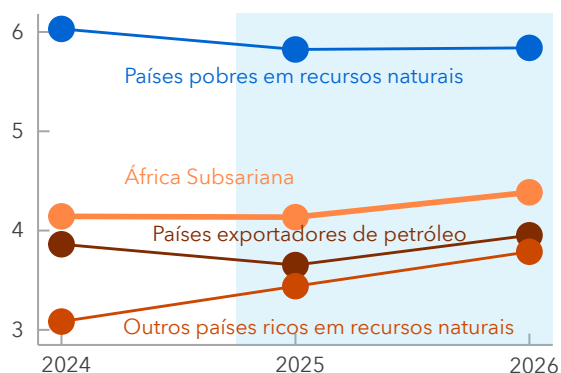 6
Países pobres em recursos naturais
5
África Subsariana
4
Países exportadores de petróleo
3
Outros países ricos em recursos naturais
2024 2025 2026